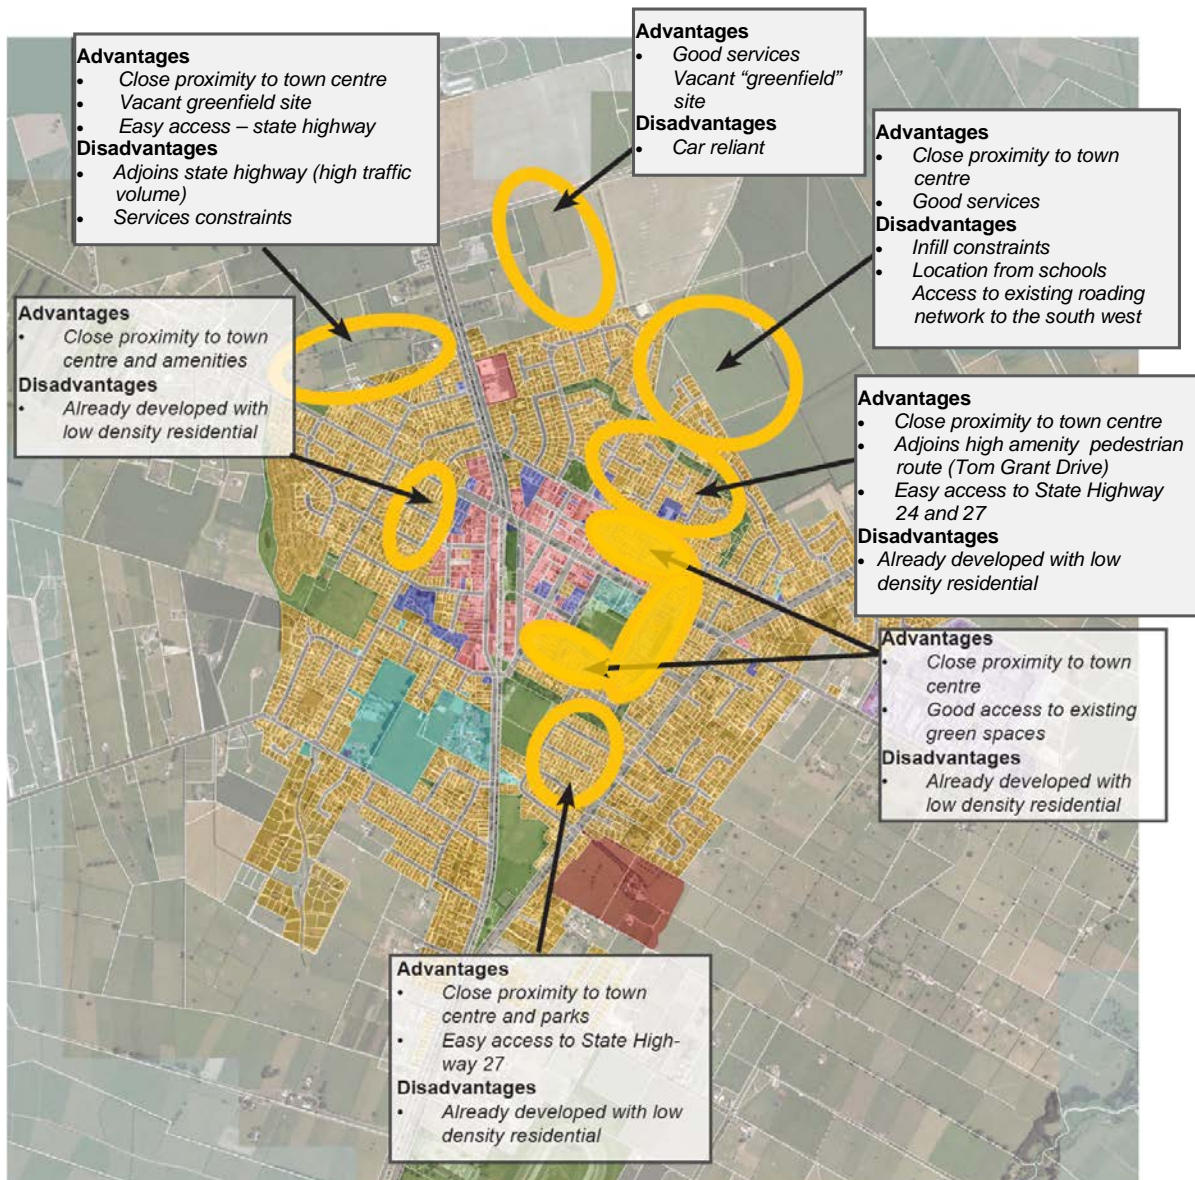 Advantages
• Close proximity to town centre
• Vacant greenfield site
• Easy access – state highway
Disadvantages
• Adjoins state highway (high traffic
volume)
• Services constraints
Advantages
• Good services
Vacant “greenfield”
site
Disadvantages
• Car reliant
Advantages
• Close proximity to town
centre
• Good services
Disadvantages
• Infill constraints
• Location from schools
Access to existing roading
network to the south west
Advantages
• Close proximity to town
centre and amenities
Disadvantages
• Already developed with
low density residential
Advantages
• Close proximity to town centre
• Adjoins high amenity pedestrian
route (Tom Grant Drive)
• Easy access to State Highway
24 and 27
Disadvantages
• Already developed with low
density residential
Advantages
• Close proximity to town
centre
• Good access to existing
green spaces
Disadvantages
• Already developed with
low density residential
Advantages
• Close proximity to town
centre and parks
• Easy access to State High-
way 27
Disadvantages
• Already developed with low
density residential